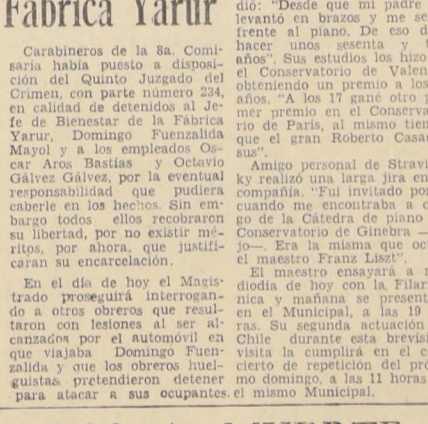 Fábrica Yarur
Carabineros de la 8a. Comi-
saría había puesto a disposi-
ción del Quinto Juzgado del
Crimen, con parte número 234,
en calidad de detenidos al Je-
fe de Bienestar de la Fábrica
Yarur, Domingo Fuenzalida
Mayol y a los empleados Os-
car Aros Bastías y Octavio
Gálvez Gálvez, por la eventual
responsabilidad que pudiera
caberle en los hechos. Sin em-
bargo todos ellos recobraron
su libertad, por no existir mé-
ritos, por ahora, que justifi-
caran su encarcelación.
En el día de hoy el Magis-
trado proseguirá interrogan-
do a otros obreros que resul-
taron con lesiones al ser al-
canzados por el automóvil en
que viajaba Domingo Fuen-
zalida y que los obreros huel-
guistas pretendieron detener
para atacar a sus ocupantes.
dió: "Desde que mi padre
levantó en brazos y me se
frente al piano. De eso d
hacer unos sesenta y t
años". Sus estudios los hizo
el Conservatorio de Valen
obteniendo un premio a los
años. "A los 17 gané otro p
mer premio en el Conserva
rio de París, al mismo tien
que el gran Roberto Casad
sus".
Amigo personal de Stravi
ky realizó una larga jira en
compañía. "Fui invitado por
cuando me encontraba a c
go de la Cátedra de piano
Conservatorio de Ginebra —
jo—. Era la misma que oc
el maestro Franz Liszt".
El maestro ensayará a m
diodía de hoy con la Filar
nica y mañana se present
en el Municipal, a las 19
ras. Su segunda actuación
Chile durante esta brevísi
visita la cumplirá en el c
cierto de repetición del pró
mo domingo, a las 11 horas
el mismo Municipal.